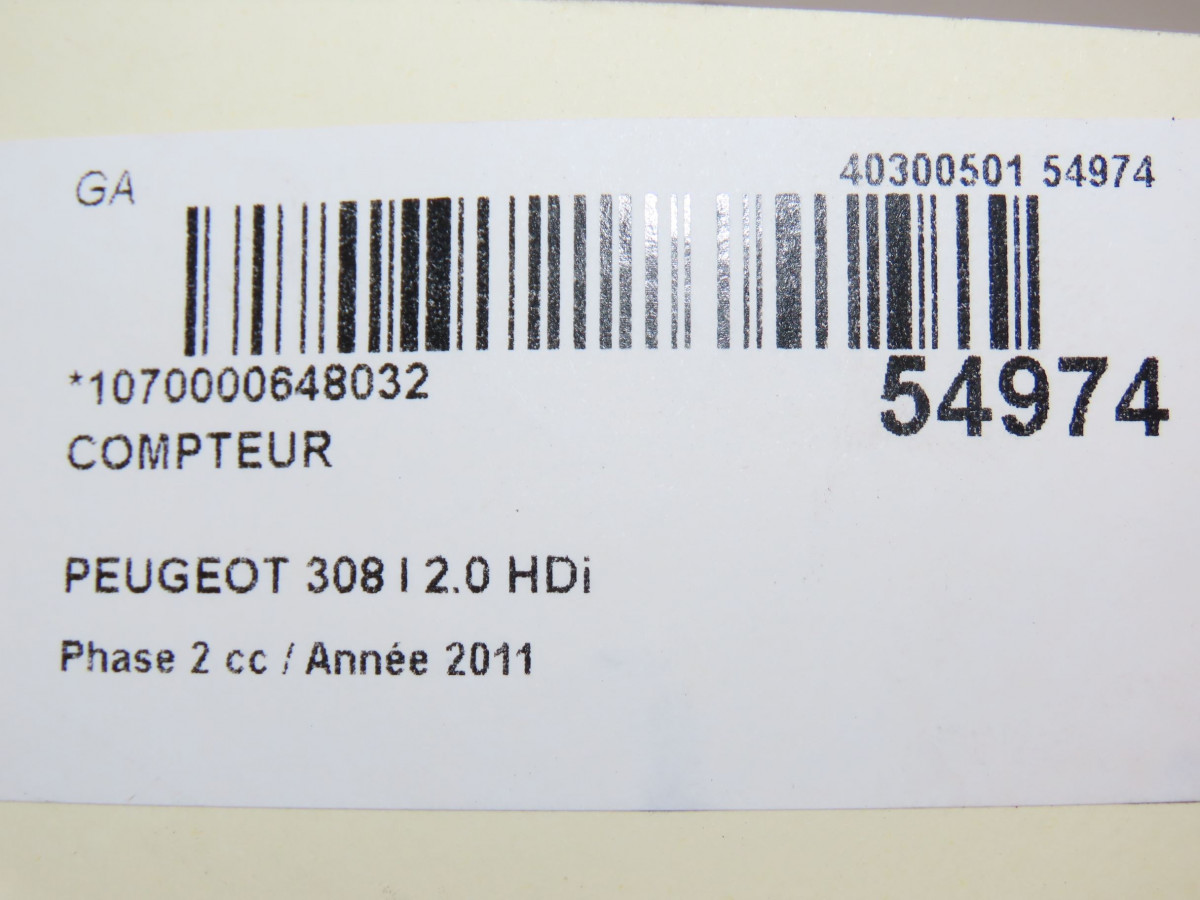 GA
40300501 54974
*1070000648032
54974
COMPTEUR
PEUGEOT 308 I 2.0 HDi
Phase 2 cc / Année 2011